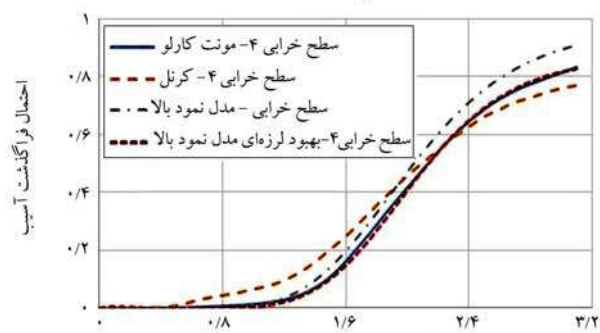 ۱
۰/۸
۰/۶
۰/۴
۰/۲
۰
احتمال فراگذشت آسیب
سطح خرابی ۴- مونت کارلو
سطح خرابی ۴- کرنل
سطح خرابی - مدل نمود بالا
سطح خرابی۴-بهبود لرزه‌ای مدل نمود بالا
۰
۰/۸
۱/۶
۲/۴
۳/۲